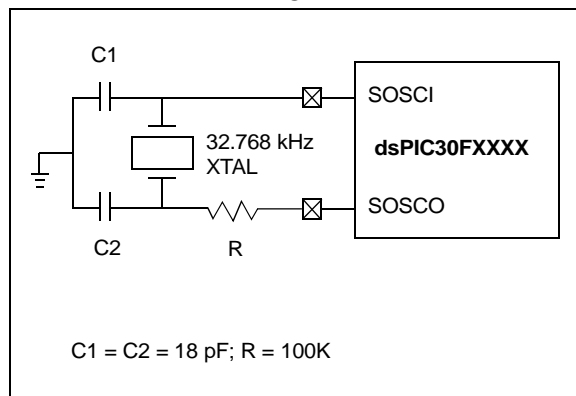 C1
SOSCI
32.768 kHz
XTAL
dsPIC30FXXXX
SOSCO
C2
R
C1 = C2 = 18 pF; R = 100K